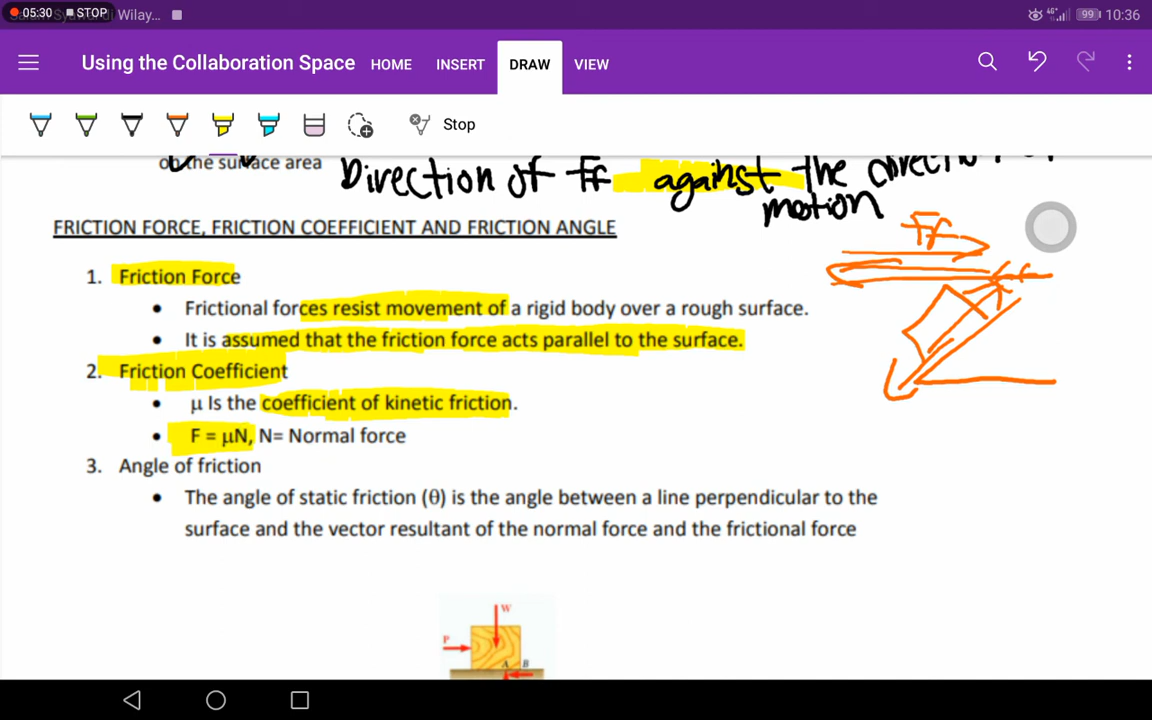 05:30 STOP Wilay... 4G 99 10:36
Using the Collaboration Space HOME INSERT DRAW VIEW
Stop
on the surface area
Direction of Ff against the direction of
motion
FRICTION FORCE, FRICTION COEFFICIENT AND FRICTION ANGLE
Ff
1. Friction Force
• Frictional forces resist movement of a rigid body over a rough surface.
• It is assumed that the friction force acts parallel to the surface.
2. Friction Coefficient
• μ Is the coefficient of kinetic friction.
• F = μN, N= Normal force
3. Angle of friction
• The angle of static friction (θ) is the angle between a line perpendicular to the
surface and the vector resultant of the normal force and the frictional force
W
P
A B